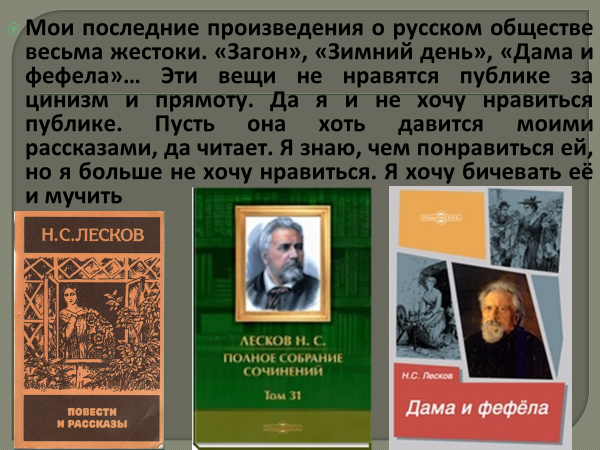 Мои последние произведения о русском обществе
весьма жестоки. «Загон», «Зимний день», «Дама и
фефела»… Эти вещи не нравятся публике за
цинизм и прямоту. Да я и не хочу нравиться
публике. Пусть она хоть давится моими
рассказами, да читает. Я знаю, чем понравиться ей,
но я больше не хочу нравиться. Я хочу бичевать её
и мучить
Н.С.ЛЕСКОВ
ПОВЕСТИ
И РАССКАЗЫ
ЛЕСКОВ Н. С.
ПОЛНОЕ СОБРАНИЕ
СОЧИНЕНИЙ
Том 31
Н.С. Лесков
Дама и фефёла